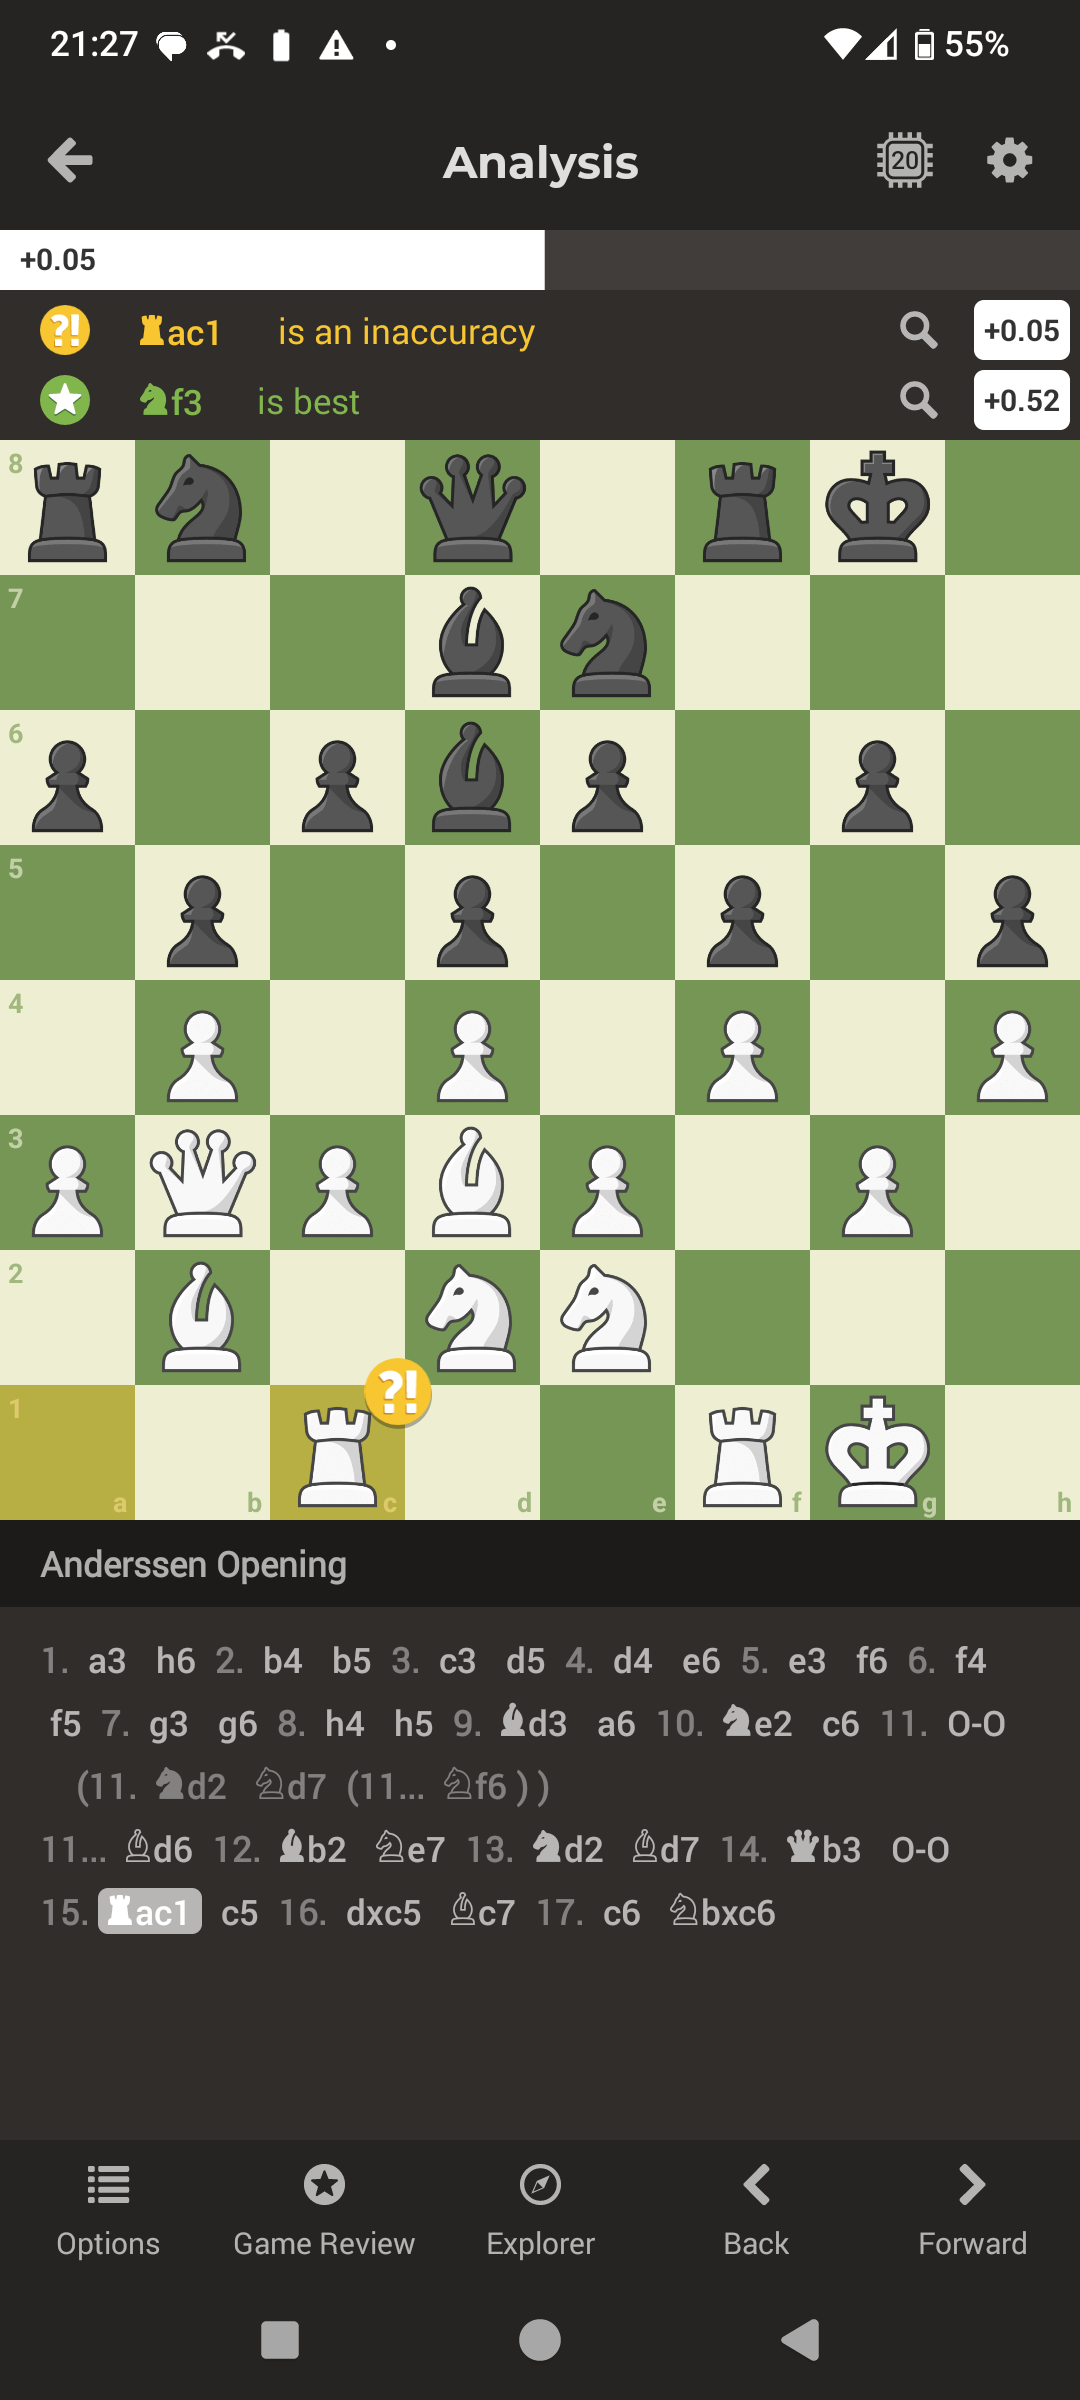 21:27 55%
Analysis
20
+0.05
?! ♜ac1 is an inaccuracy +0.05
♞f3 is best +0.52
8
7
6
5
4
3
2
?!
1
a b c d e f g h
Anderssen Opening
1. a3 h6 2. b4 b5 3. c3 d5 4. d4 e6 5. e3 f6 6. f4
f5 7. g3 g6 8. h4 h5 9. ♝d3 a6 10. ♞e2 c6 11. O-O
(11. ♞d2 ♘d7 (11... ♘f6 ) )
11... ♗d6 12. ♝b2 ♘e7 13. ♞d2 ♗d7 14. ♛b3 O-O
15. ♜ac1 c5 16. dxc5 ♗c7 17. c6 ♘bxc6
Options Game Review Explorer Back Forward